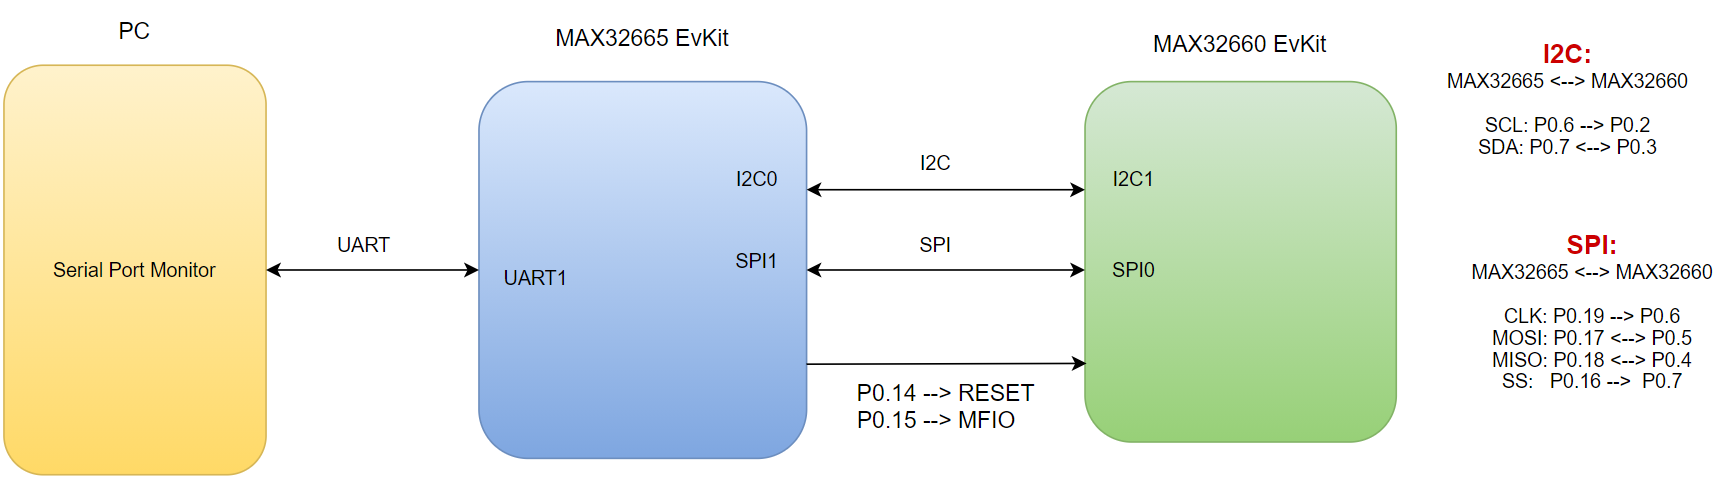 PC
Serial Port Monitor
UART
MAX32665 EvKit
I2C0
SPI1
UART1
I2C
SPI
P0.14 --> RESET
P0.15 --> MFIO
MAX32660 EvKit
I2C1
SPI0
I2C:
MAX32665 <--> MAX32660
SCL: P0.6 --> P0.2
SDA: P0.7 <--> P0.3
SPI:
MAX32665 <--> MAX32660
CLK: P0.19 --> P0.6
MOSI: P0.17 <--> P0.5
MISO: P0.18 <--> P0.4
SS: P0.16 --> P0.7